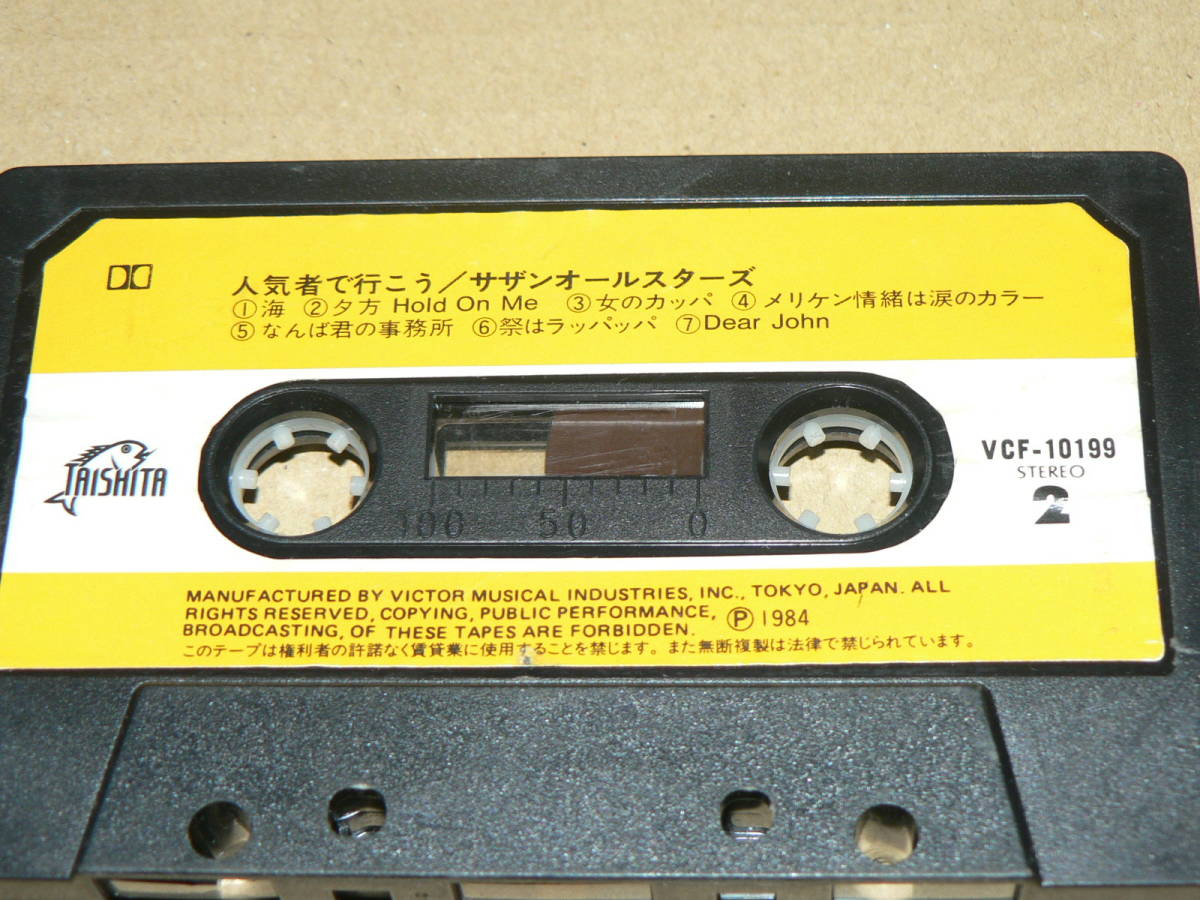 人気者で行こう／サザンオールスターズ
①海 ②夕方 Hold On Me ③女のカッパ ④メリケン情緒は涙のカラー
⑤なんば君の事務所 ⑥祭はラッパッパ ⑦Dear John
TAISHITA
100 50 0
VCF-10199
STEREO
2
MANUFACTURED BY VICTOR MUSICAL INDUSTRIES, INC., TOKYO, JAPAN. ALL
RIGHTS RESERVED, COPYING, PUBLIC PERFORMANCE,
BROADCASTING, OF THESE TAPES ARE FORBIDDEN. Ⓟ1984
このテープは権利者の許諾なく賃貸業に使用することを禁じます。また無断複製は法律で禁じられています。